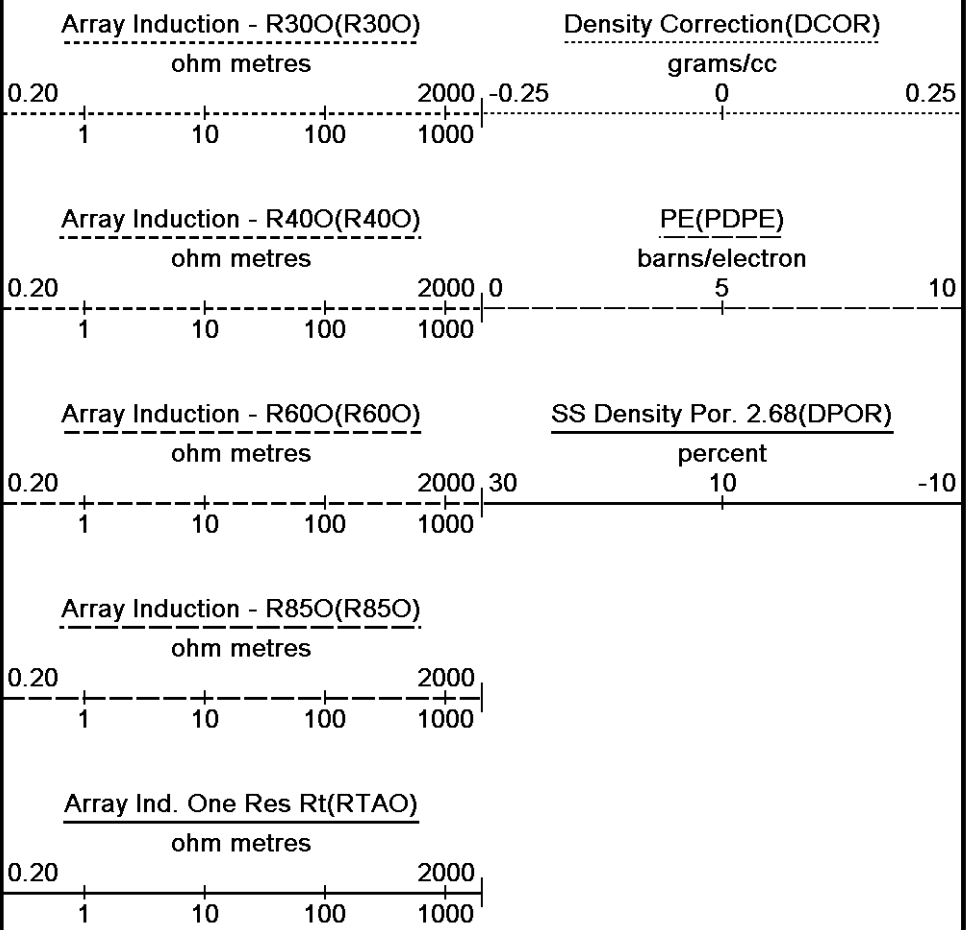 Array Induction - R30O(R30O)
ohm metres
0.20 2000
1 10 100 1000
Density Correction(DCOR)
grams/cc
-0.25 0 0.25
Array Induction - R40O(R40O)
ohm metres
0.20 2000
1 10 100 1000
PE(PDPE)
barns/electron
0 5 10
Array Induction - R60O(R60O)
ohm metres
0.20 2000
1 10 100 1000
SS Density Por. 2.68(DPOR)
percent
30 10 -10
Array Induction - R85O(R85O)
ohm metres
0.20 2000
1 10 100 1000
Array Ind. One Res Rt(RTAO)
ohm metres
0.20 2000
1 10 100 1000